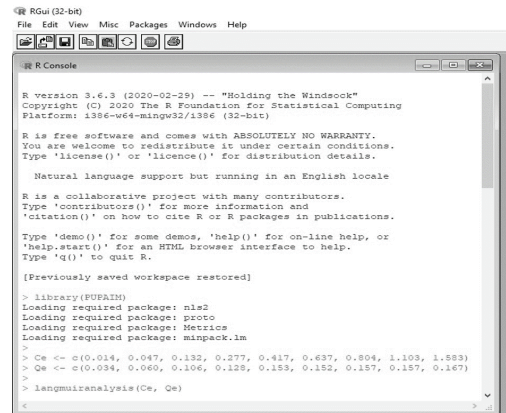 RGui (32-bit)
File Edit View Misc Packages Windows Help
R Console
R version 3.6.3 (2020-02-29) -- "Holding the Windsock"
Copyright (C) 2020 The R Foundation for Statistical Computing
Platform: i386-w64-mingw32/i386 (32-bit)
R is free software and comes with ABSOLUTELY NO WARRANTY.
You are welcome to redistribute it under certain conditions.
Type 'license()' or 'licence()' for distribution details.
Natural language support but running in an English locale
R is a collaborative project with many contributors.
Type 'contributors()' for more information and
'citation()' on how to cite R or R packages in publications.
Type 'demo()' for some demos, 'help()' for on-line help, or
'help.start()' for an HTML browser interface to help.
Type 'q()' to quit R.
[Previously saved workspace restored]
> library(PUPAIM)
Loading required package: nls2
Loading required package: proto
Loading required package: Metrics
Loading required package: minpack.lm
>
> Ce <- c(0.014, 0.047, 0.132, 0.277, 0.417, 0.637, 0.804, 1.103, 1.583)
> Qe <- c(0.034, 0.060, 0.106, 0.128, 0.153, 0.152, 0.157, 0.157, 0.167)
>
> langmuiranalysis(Ce, Qe)